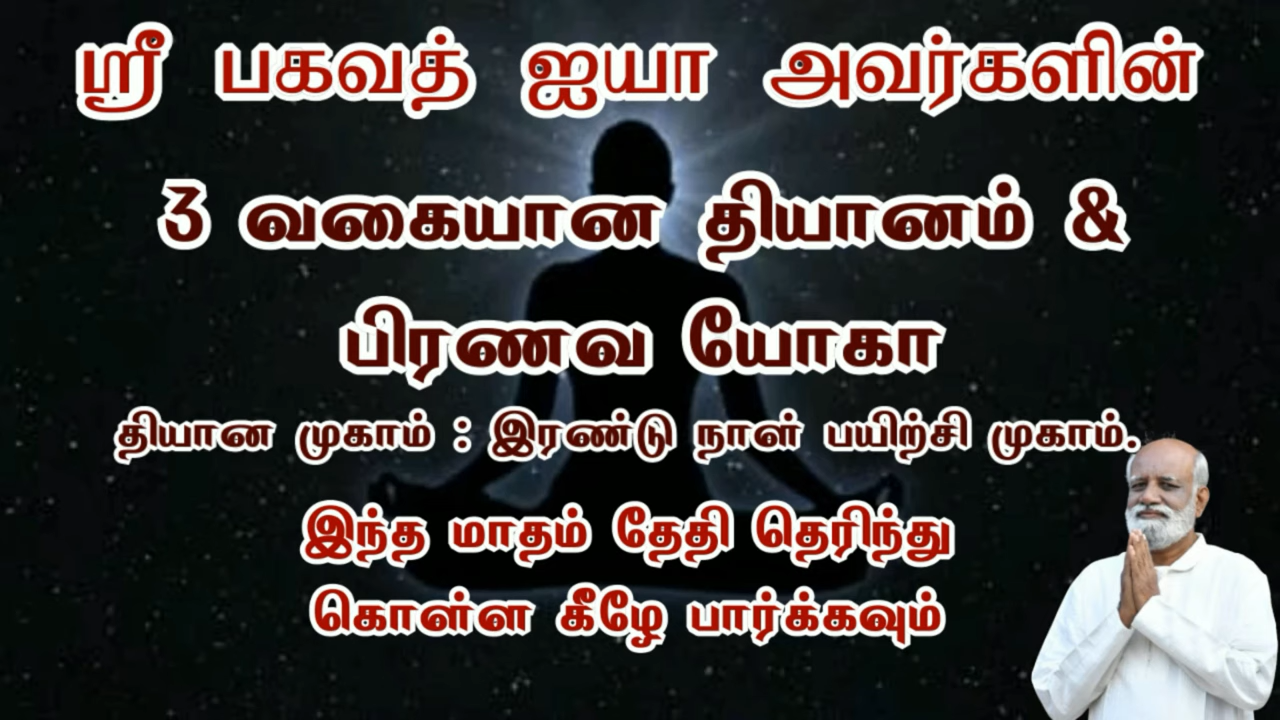 ஸ்ரீ பகவத் ஐயா அவர்களின்
3 வகையான தியானம் &
பிரணவ யோகா
தியான முகாம் : இரண்டு நாள் பயிற்சி முகாம்.
இந்த மாதம் தேதி தெரிந்து
கொள்ள கீழே பார்க்கவும்